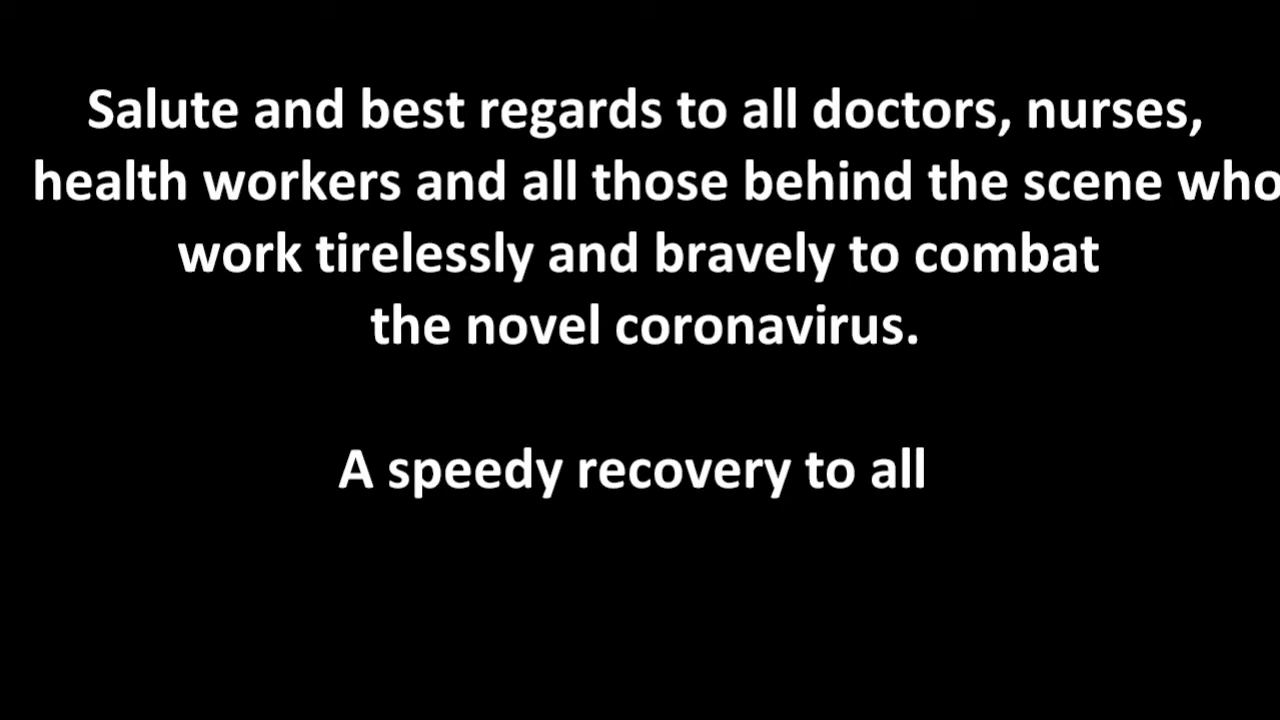 Salute and best regards to all doctors, nurses,
health workers and all those behind the scene who
work tirelessly and bravely to combat
the novel coronavirus.
A speedy recovery to all